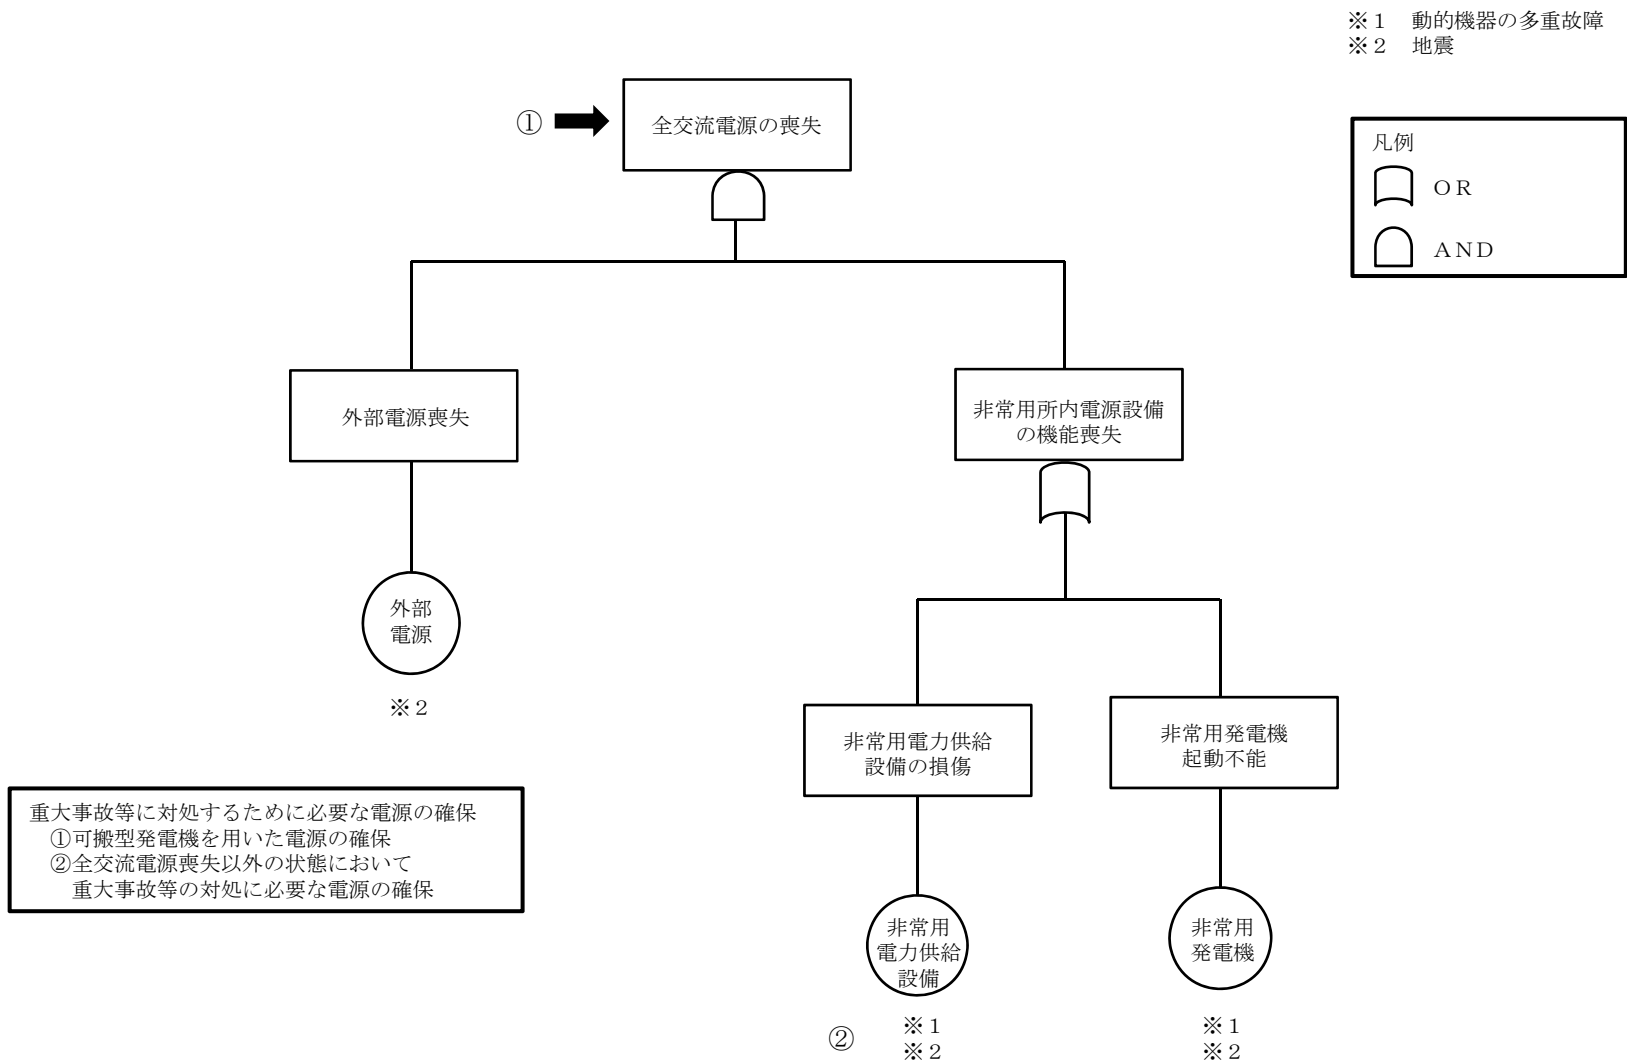 ※１　動的機器の多重故障
※２　地震
①
全交流電源の喪失
凡例
ＯＲ
ＡＮＤ
外部電源喪失
非常用所内電源設備
の機能喪失
外部
電源
※２
非常用電力供給
設備の損傷
非常用発電機
起動不能
重大事故等に対処するために必要な電源の確保
①可搬型発電機を用いた電源の確保
②全交流電源喪失以外の状態において
重大事故等の対処に必要な電源の確保
非常用
電力供給
設備
非常用
発電機
②
※１
※２
※１
※２